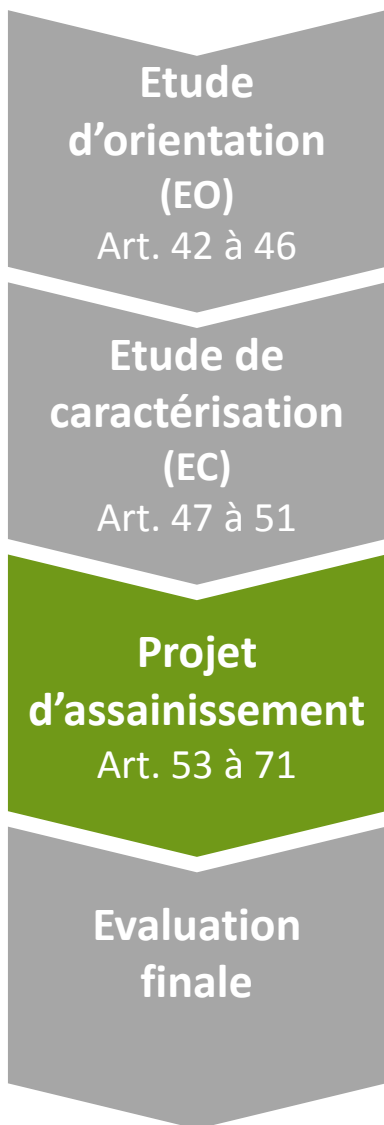 Etude
d’orientation
(EO)
Art. 42 à 46
Etude de
caractérisation
(EC)
Art. 47 à 51
Projet
d’assainissement
Art. 53 à 71
Evaluation
finale